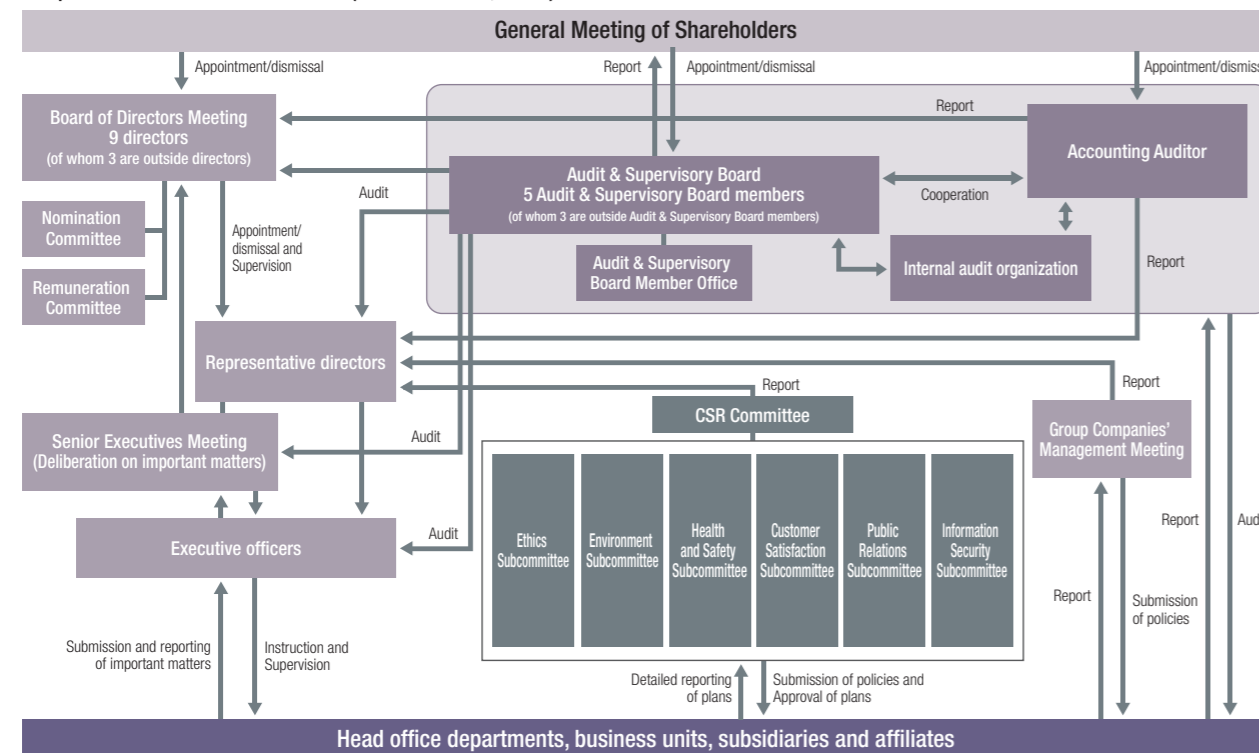 General Meeting of Shareholders
Appointment/dismissal
Report
Appointment/dismissal
Board of Directors Meeting
9 directors
(of whom 3 are outside directors)
Report
Accounting Auditor
Audit & Supervisory Board
5 Audit & Supervisory Board members
(of whom 3 are outside Audit & Supervisory Board members)
Cooperation
Audit
Nomination
Committee
Appointment/
dismissal and
Supervision
Remuneration
Committee
Audit & Supervisory
Board Member Office
Internal audit organization
Report
Representative directors
Report
CSR Committee
Report
Group Companies'
Management Meeting
Senior Executives Meeting
(Deliberation on important matters)
Audit
Executive officers
Audit
Ethics
Subcommittee
Environment
Subcommittee
Health
and Safety
Subcommittee
Customer
Satisfaction
Subcommittee
Public
Relations
Subcommittee
Information
Security
Subcommittee
Report
Report
Submission
of policies
Submission and reporting
of important matters
Instruction and
Supervision
Detailed reporting
of plans
Submission of policies and
Approval of plans
Head office departments, business units, subsidiaries and affiliates